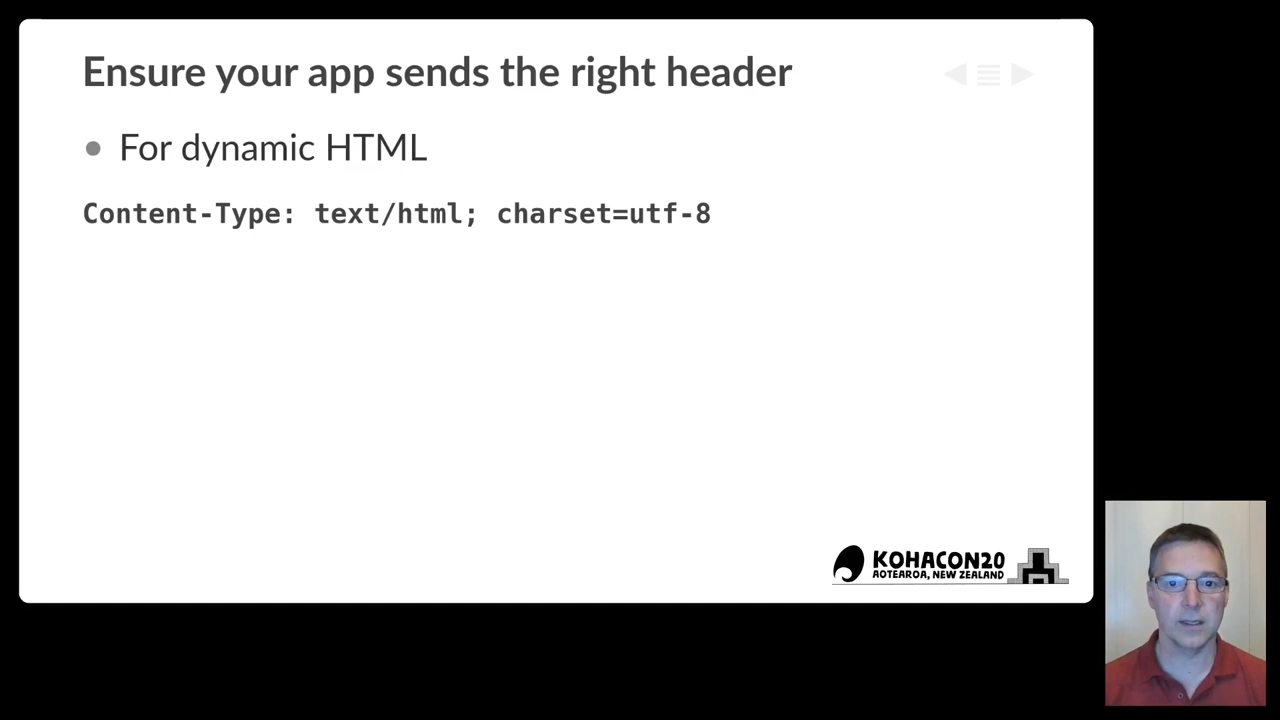 Ensure your app sends the right header
For dynamic HTML
Content-Type: text/html; charset=utf-8
KOHACON20
AOTEAROA, NEW ZEALAND